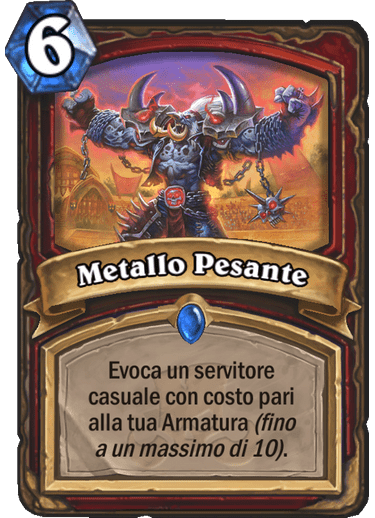 6
Metallo Pesante
Evoca un servitore
casuale con costo pari
alla tua Armatura (fino
a un massimo di 10).